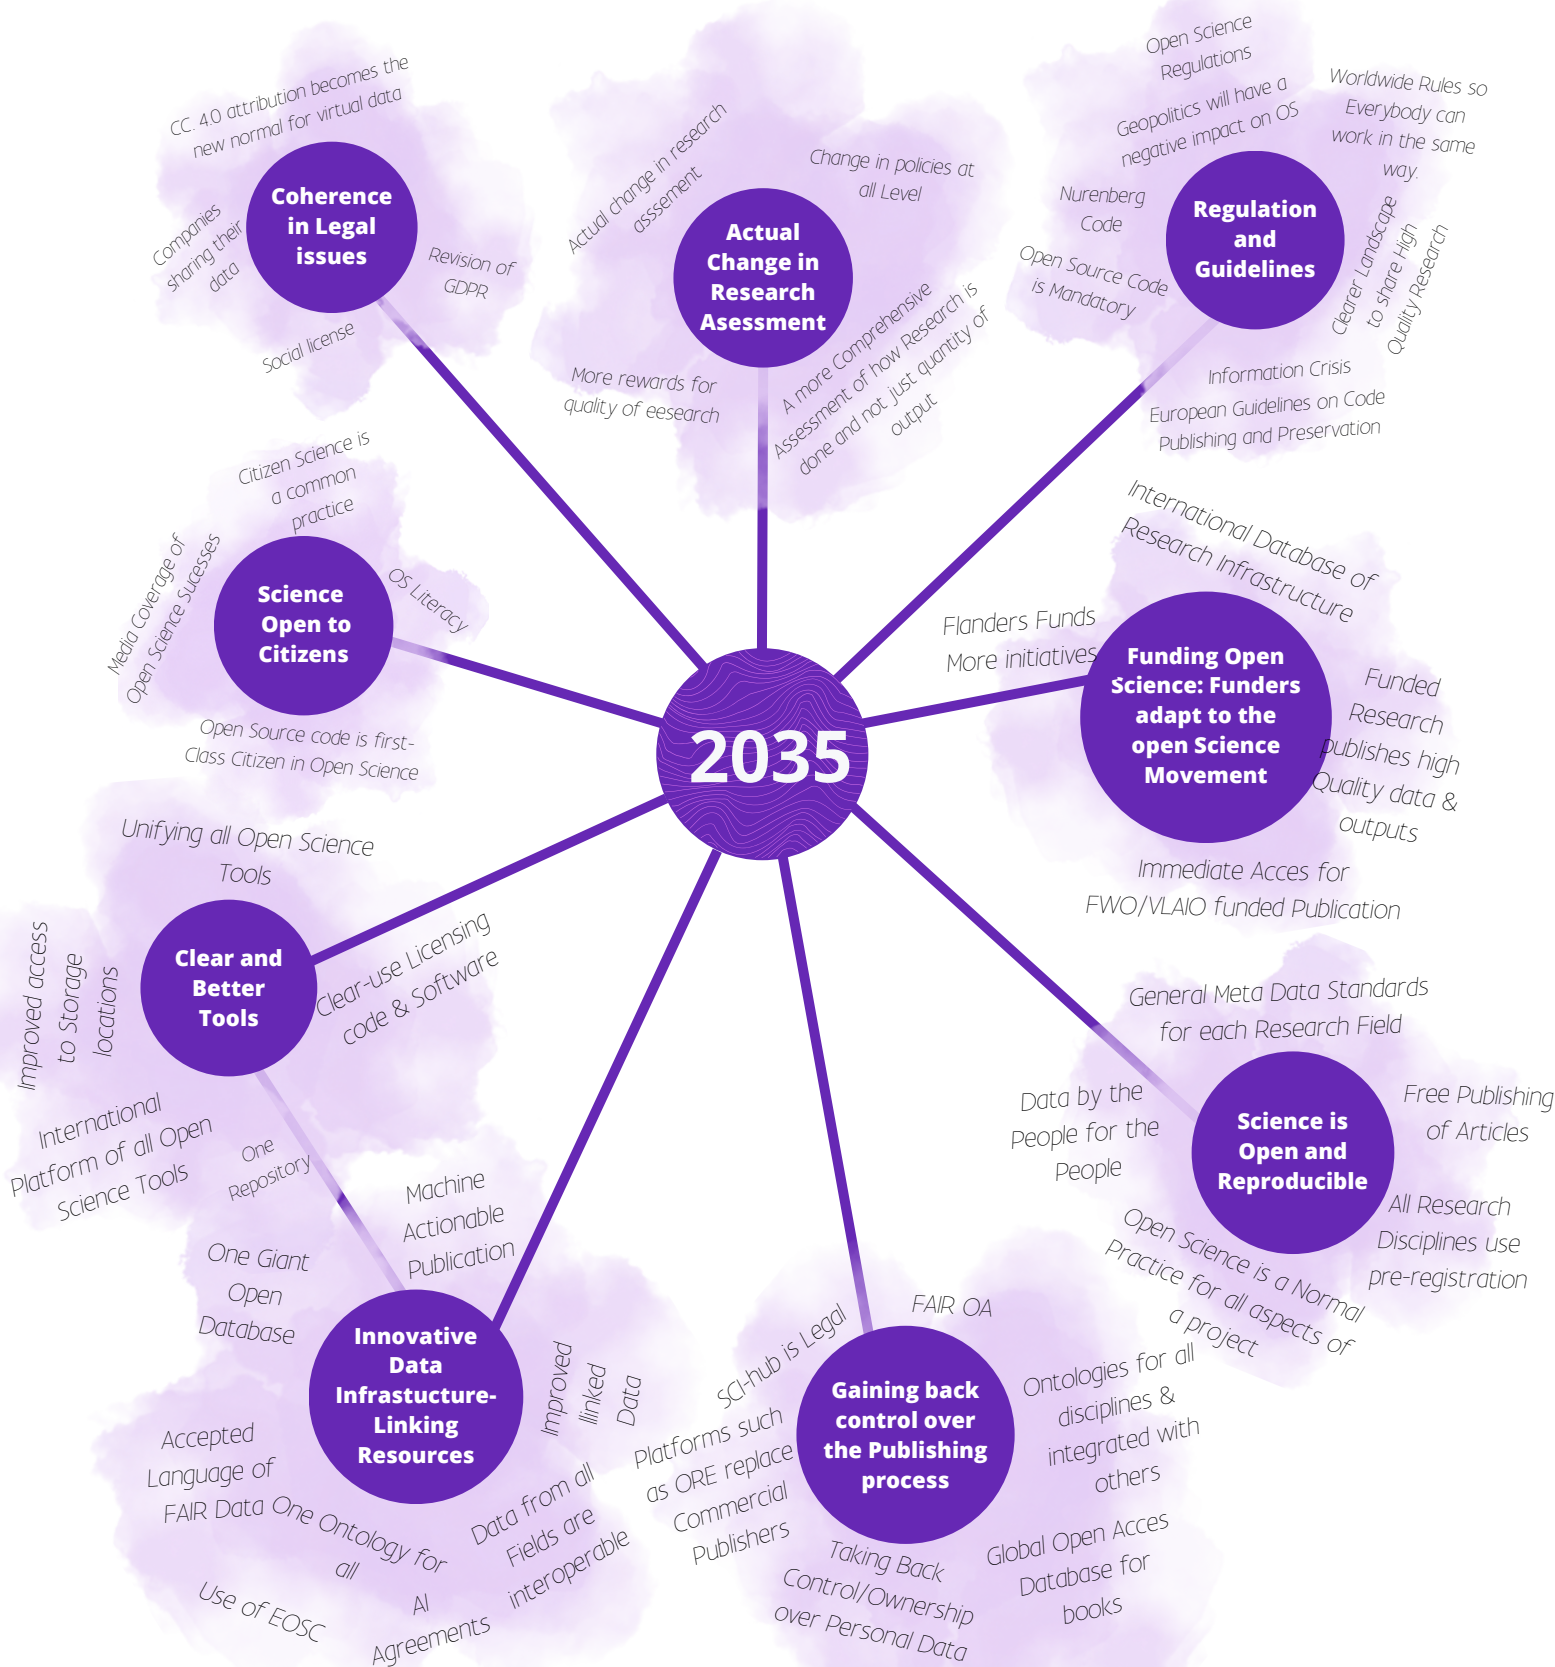 CC. 4.0 attribution becomes the
new normal for virtual data
Coherence
in Legal
issues
Companies
sharing their
data
Revision of
GDPR
Social license
Actual change in research
asssement
Change in policies at
all Level
Actual
Change in
Research
Asessment
More rewards for
quality of eesearch
A more Comprehensive
Assessment of how Research is
done and not just quantity of
output
Open Science
Regulations
Geopolitics will have a
negative impact on OS
Worldwide Rules so
Everybody can
work in the same
way.
Nurenberg
Code
Regulation
and
Guidelines
Open Source Code
is Mandatory
Clearer Landscape
to share High
Quality Research
Information Crisis
European Guidelines on Code
Publishing and Preservation
Citizen Science is
a common
practice
Media Coverage of
Open Science Sucesses
OS Literacy
Science
Open to
Citizens
Open Source code is first-
Class Citizen in Open Science
2035
International Database of
Research Infrastructure
Flanders Funds
More initiatives
Funding Open
Science: Funders
adapt to the
open Science
Movement
Funded
Research
publishes high
Quality data &
outputs
Immediate Acces for
FWO/VLAIO funded Publication
Unifying all Open Science
Tools
Improved access
to Storage
locations
Clear and
Better
Tools
Clear-use Licensing
code & Software
International
Platform of all Open
Science Tools
One
Repository
General Meta Data Standards
for each Research Field
Data by the
People for the
People
Science is
Open and
Reproducible
Free Publishing
of Articles
All Research
Disciplines use
pre-registration
Open Science is a Normal
Practice for all aspects of
a project
Machine
Actionable
Publication
One Giant
Open
Database
Innovative
Data
Infrastucture-
Linking
Resources
Improved
llinked
Data
Accepted
Language of
FAIR Data
One Ontology for
all
Data from all
Fields are
interoperable
Use of EOSC
AI
Agreements
FAIR OA
SCI-hub is Legal
Platforms such
as ORE replace
Commercial
Publishers
Gaining back
control over
the Publishing
process
Ontologies for all
disciplines &
integrated with
others
Taking Back
Control/Ownership
over Personal Data
Global Open Acces
Database for
books